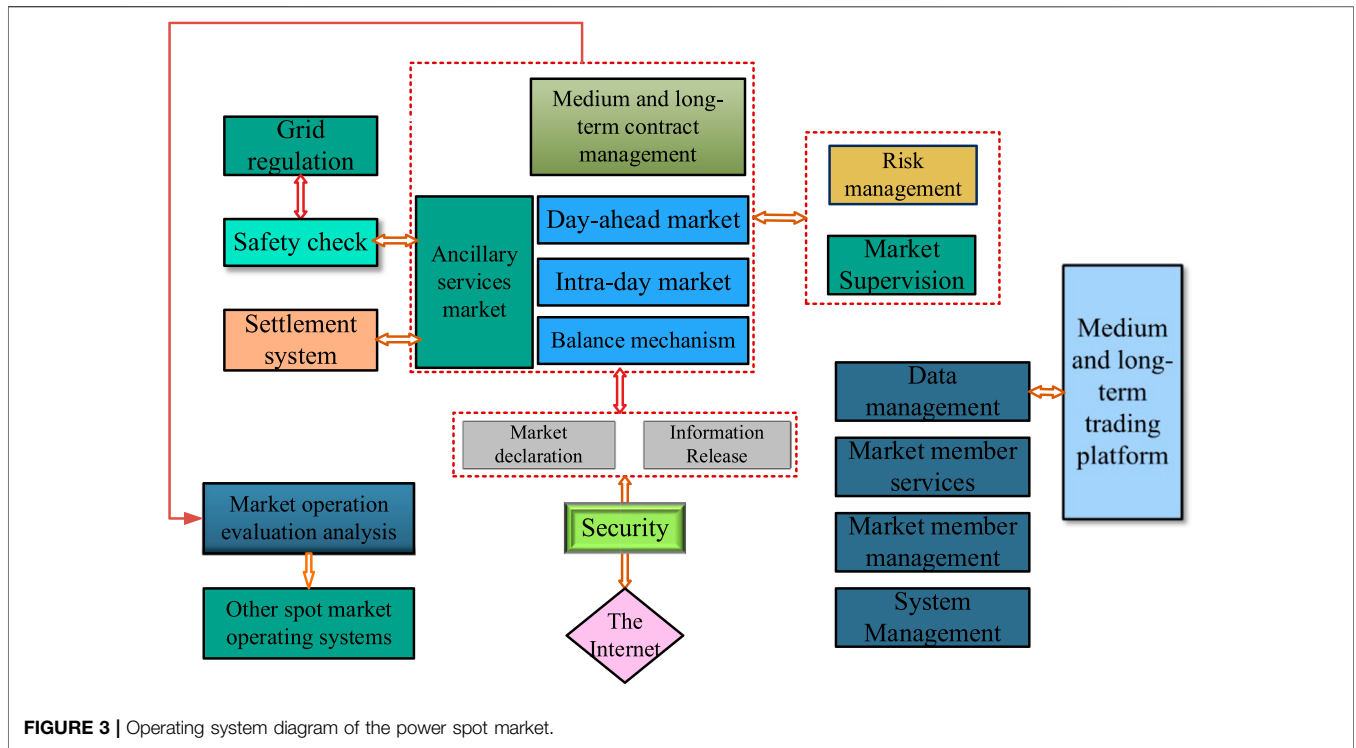 Medium and long-
term contract
management
Grid
regulation
Safety check
Settlement
system
Ancillary
services
market
Day-ahead market
Intra-day market
Balance mechanism
Risk
management
Market
Supervision
Medium
and long-
term
trading
platform
Data
management
Market member
services
Market member
management
System
Management
Market
declaration
Information
Release
Security
The
Internet
Market operation
evaluation analysis
Other spot market
operating systems
FIGURE 3 | Operating system diagram of the power spot market.